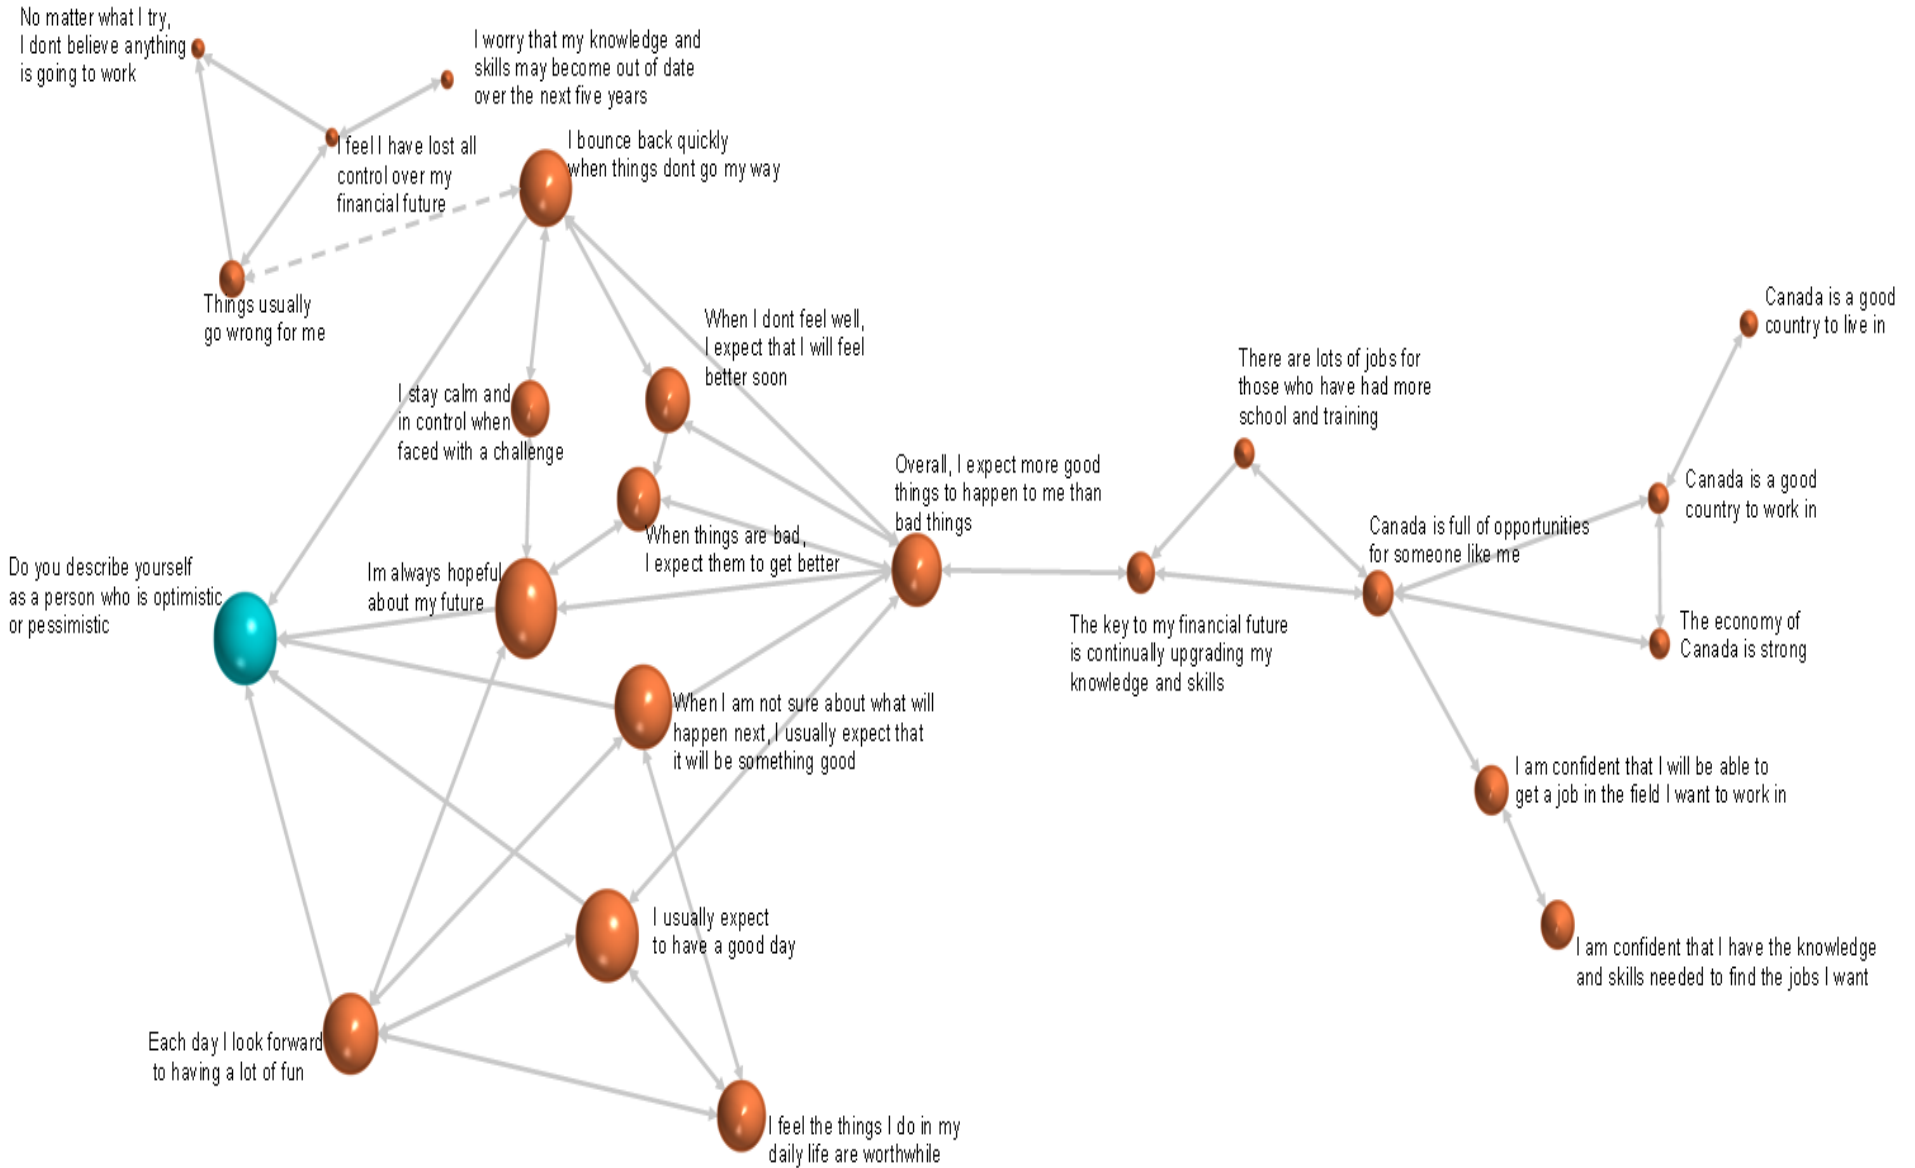 No matter what I try,
I dont believe anything
is going to work
I worry that my knowledge and
skills may become out of date
over the next five years
I feel I have lost all
control over my
financial future
I bounce back quickly
when things dont go my way
Things usually
go wrong for me
When I dont feel well,
I expect that I will feel
better soon
I stay calm and
in control when
faced with a challenge
Canada is a good
country to live in
There are lots of jobs for
those who have had more
school and training
Overall, I expect more good
things to happen to me than
bad things
Canada is a good
country to work in
Canada is full of opportunities
for someone like me
When things are bad,
I expect them to get better
Do you describe yourself
as a person who is optimistic
or pessimistic
Im always hopeful
about my future
The key to my financial future
is continually upgrading my
knowledge and skills
The economy of
Canada is strong
When I am not sure about what will
happen next, I usually expect that
it will be something good
I am confident that I will be able to
get a job in the field I want to work in
I usually expect
to have a good day
I am confident that I have the knowledge
and skills needed to find the jobs I want
Each day I look forward
to having a lot of fun
I feel the things I do in my
daily life are worthwhile